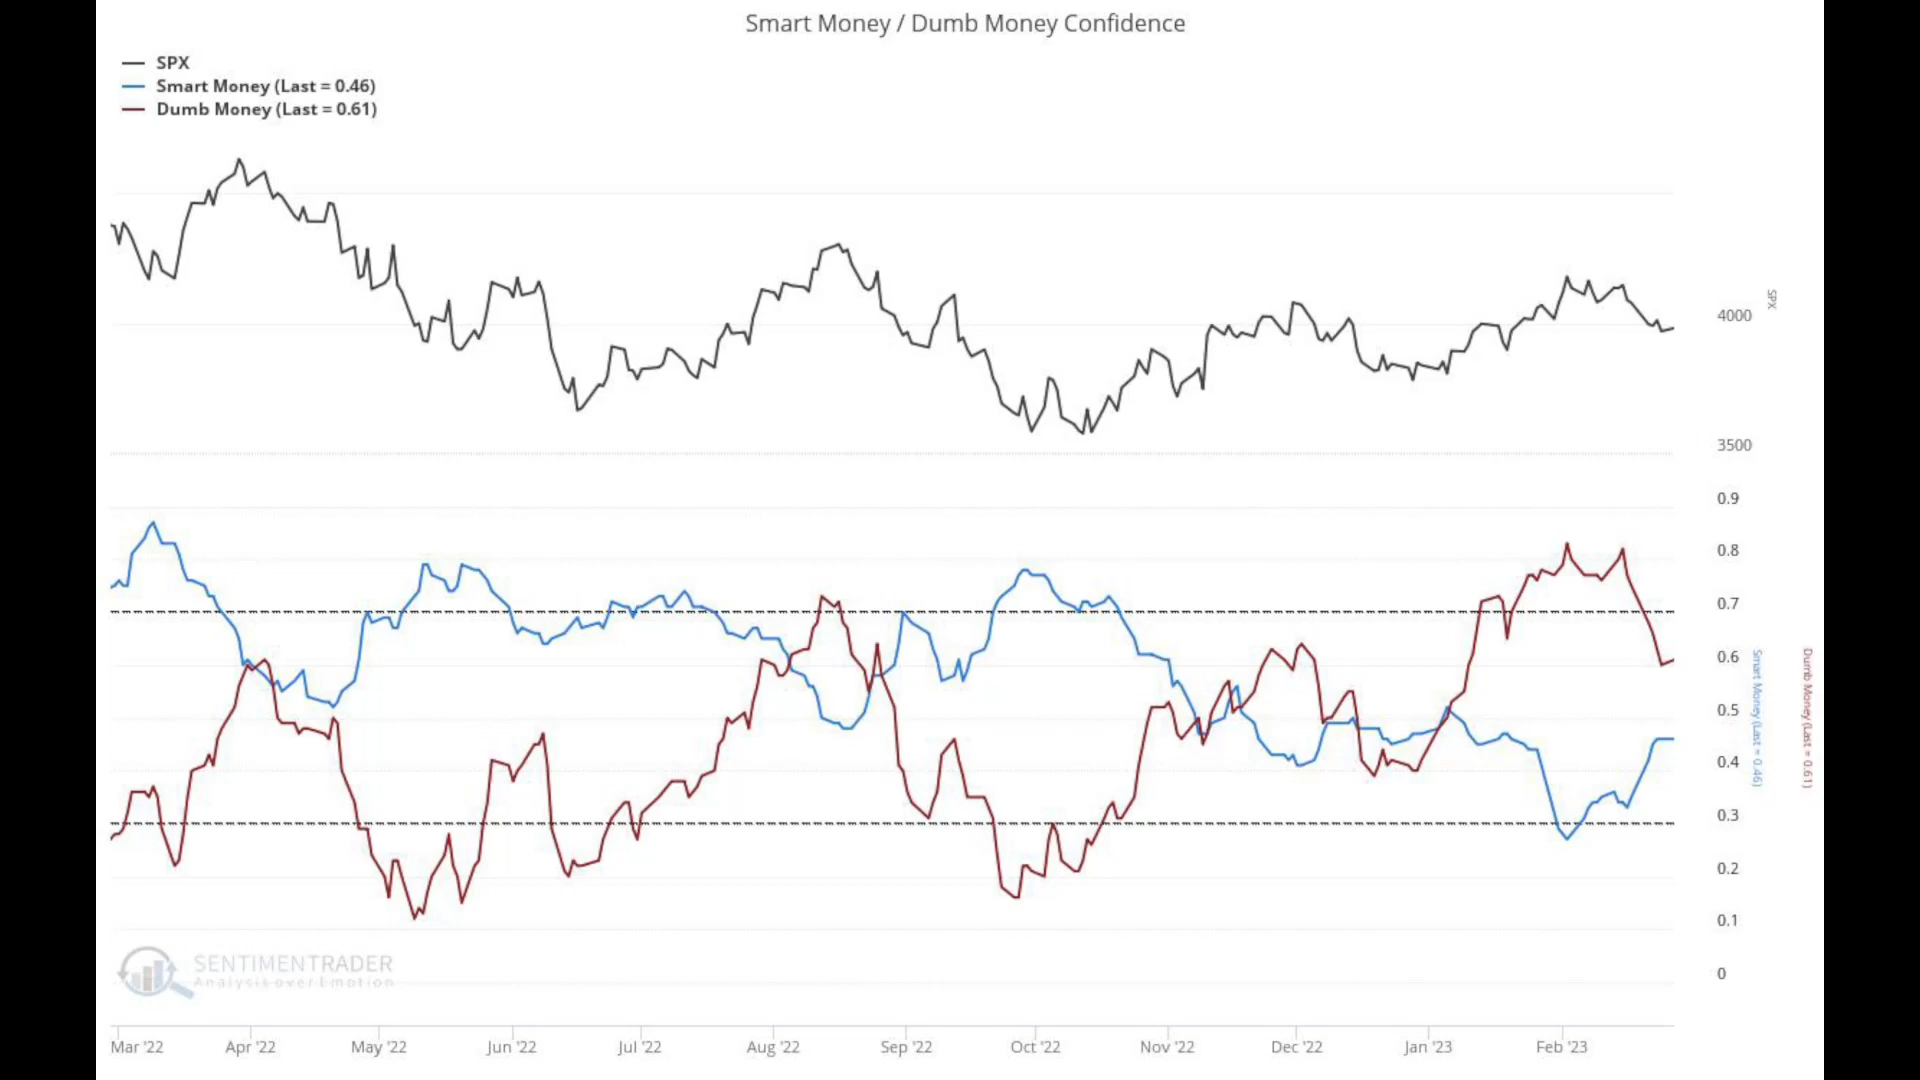 Smart Money / Dumb Money Confidence
SPX
Smart Money (Last = 0.46)
Dumb Money (Last = 0.61)
SPX
4000
3500
0.9
0.8
0.7
0.6
0.5
0.4
0.3
0.2
0.1
0
Smart Money (Last = 0.46)
Dumb Money (Last = 0.61)
SENTIMENTRADER
Analysis over Emotion
Mar '22 Apr '22 May '22 Jun '22 Jul '22 Aug '22 Sep '22 Oct '22 Nov '22 Dec '22 Jan '23 Feb '23